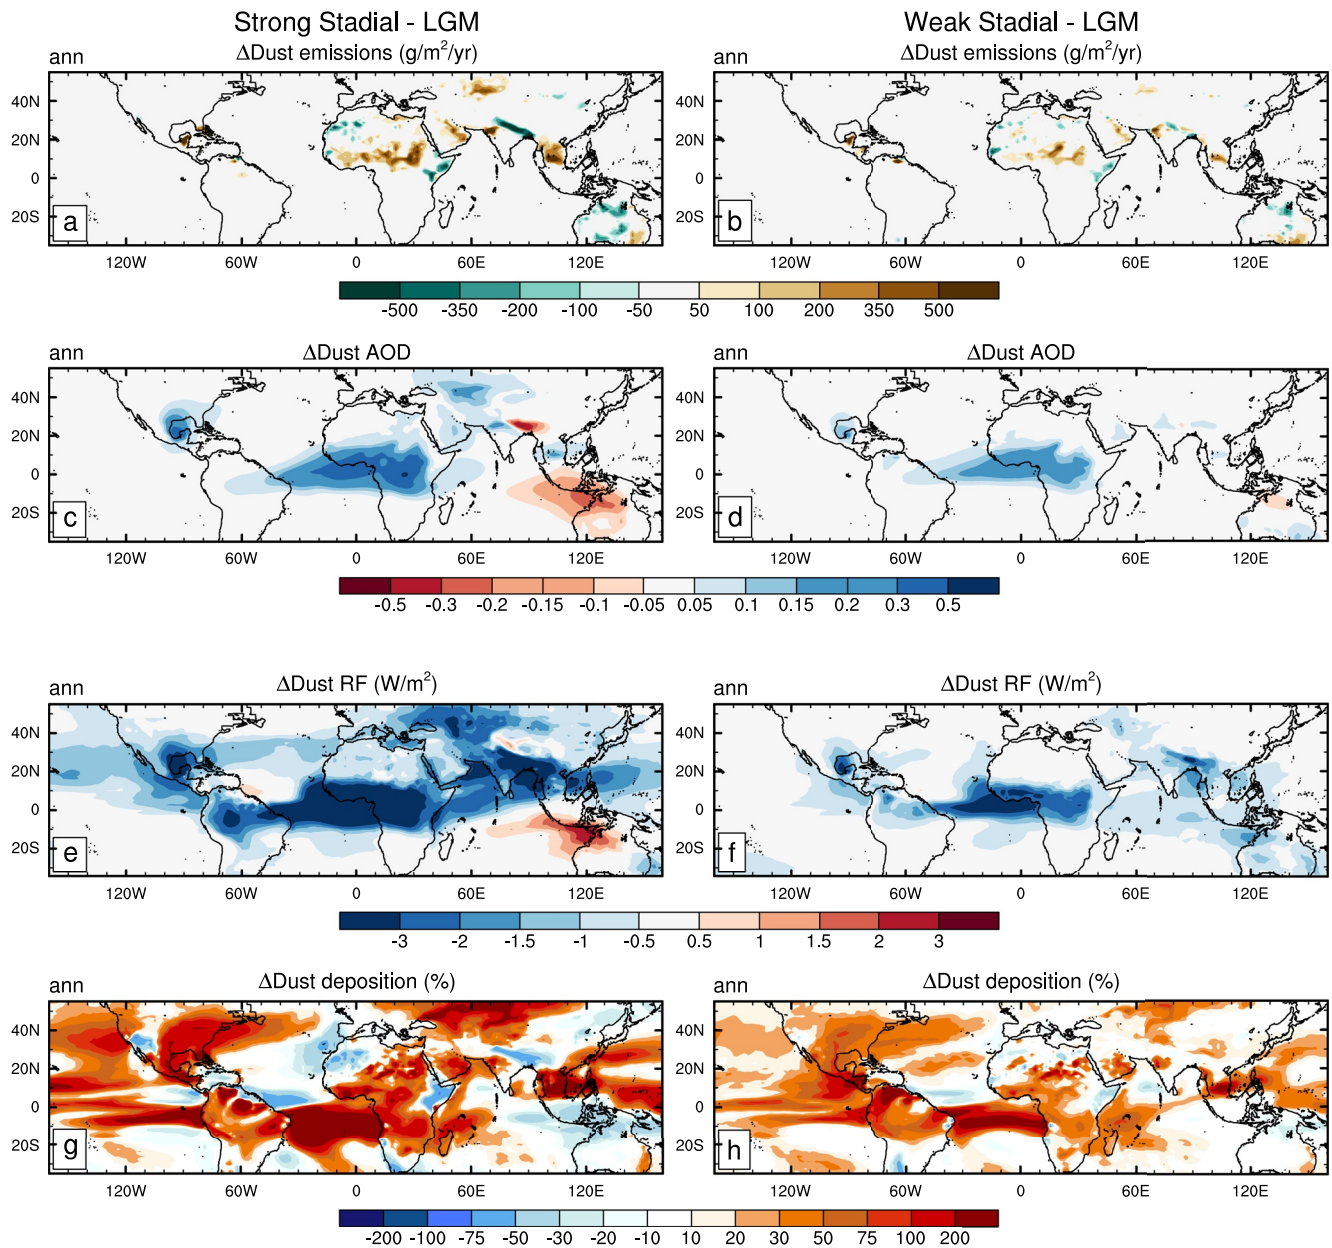 Strong Stadial - LGM
Weak Stadial - LGM
ann
ΔDust emissions (g/m²/yr)
ann
ΔDust emissions (g/m²/yr)
40N
20N
0
20S
a
120W 60W 0 60E 120E
40N
20N
0
20S
b
120W 60W 0 60E 120E
-500 -350 -200 -100 -50 50 100 200 350 500
ann
ΔDust AOD
ann
ΔDust AOD
40N
20N
0
20S
c
120W 60W 0 60E 120E
40N
20N
0
20S
d
120W 60W 0 60E 120E
-0.5 -0.3 -0.2 -0.15 -0.1 -0.05 0.05 0.1 0.15 0.2 0.3 0.5
ann
ΔDust RF (W/m²)
ann
ΔDust RF (W/m²)
40N
20N
0
20S
e
120W 60W 0 60E 120E
40N
20N
0
20S
f
120W 60W 0 60E 120E
-3 -2 -1.5 -1 -0.5 0.5 1 1.5 2 3
ann
ΔDust deposition (%)
ann
ΔDust deposition (%)
40N
20N
0
20S
g
120W 60W 0 60E 120E
40N
20N
0
20S
h
120W 60W 0 60E 120E
-200 -100 -75 -50 -30 -20 -10 10 20 30 50 75 100 200